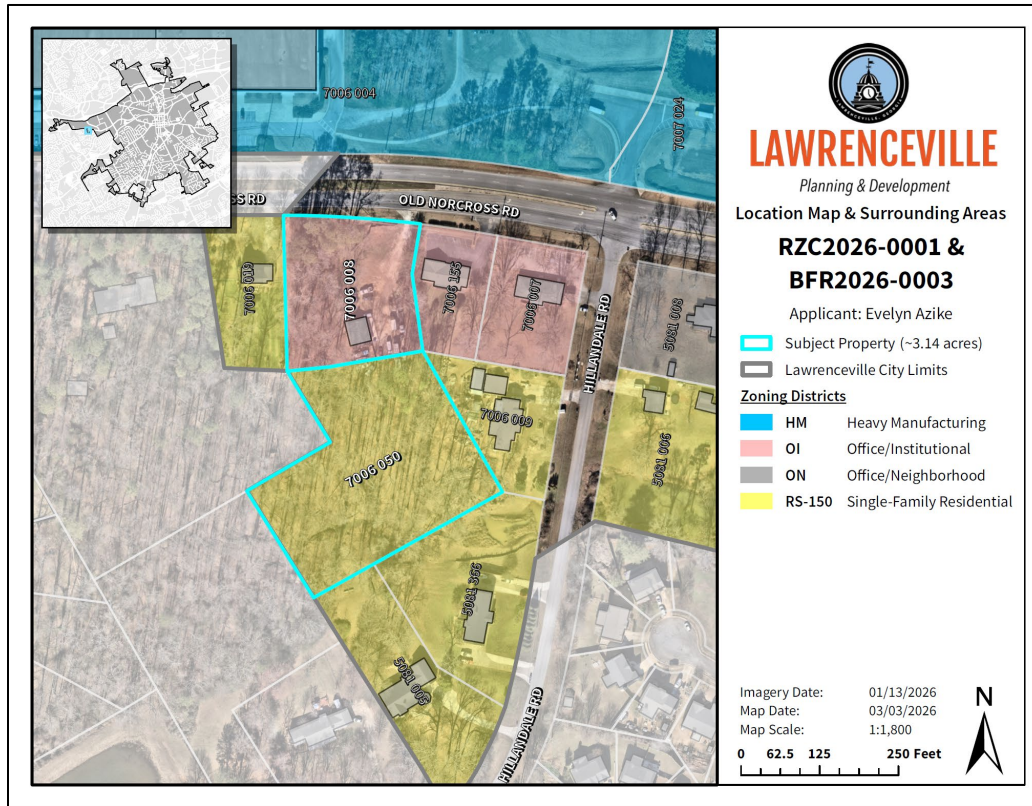 7006 004
7007 024
SS RD
OLD NORCROSS RD
7006 019
7006 008
7006 155
7006 007
HILLANDALE RD
5081 008
7006 009
5081 006
7006 050
5081 366
5081 005
HILLANDALE RD
LAWRENCEVILLE, GEORGIA
LAWRENCEVILLE
Planning & Development
Location Map & Surrounding Areas
RZC2026-0001 &
BFR2026-0003
Applicant: Evelyn Azike
Subject Property (~3.14 acres)
Lawrenceville City Limits
Zoning Districts
HM Heavy Manufacturing
OI Office/Institutional
ON Office/Neighborhood
RS-150 Single-Family Residential
Imagery Date: 01/13/2026
Map Date: 03/03/2026
Map Scale: 1:1,800
N
0 62.5 125 250 Feet